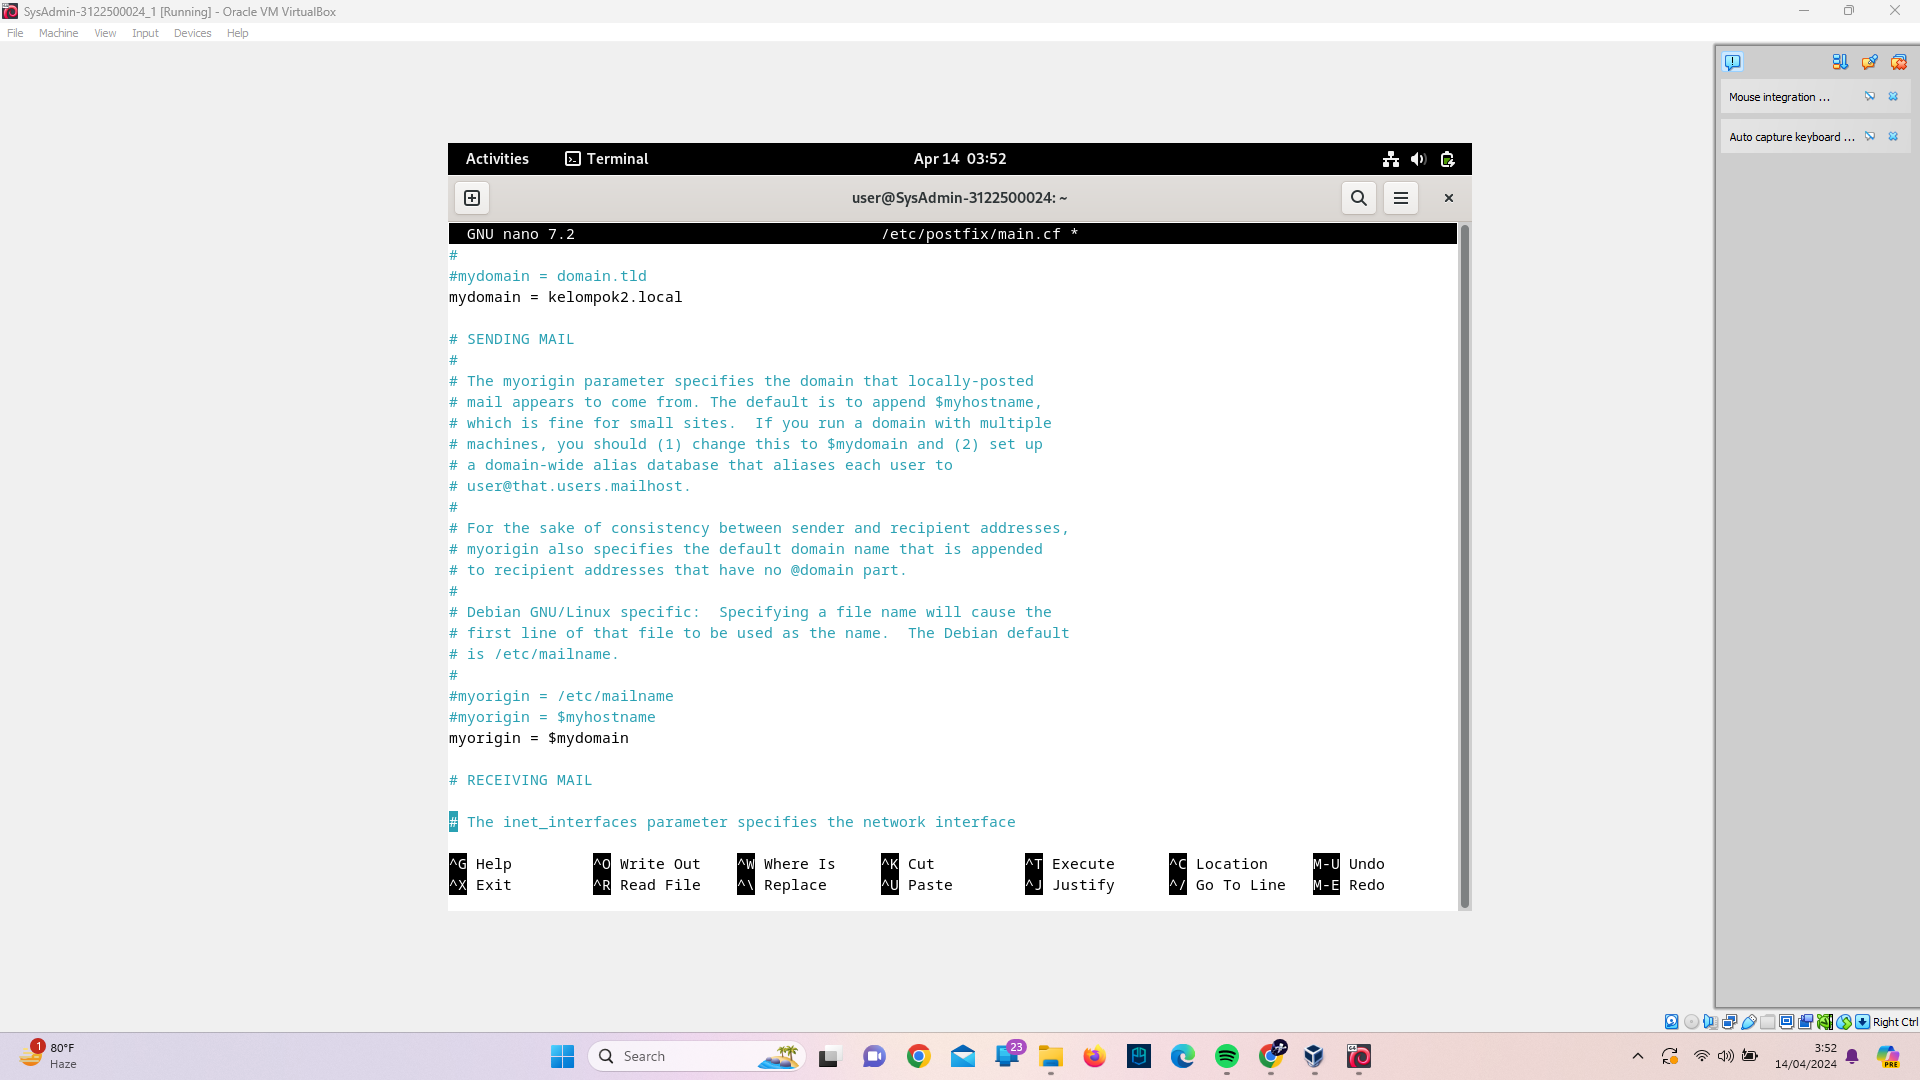 SysAdmin-3122500024_1 [Running] - Oracle VM VirtualBox
File Machine View Input Devices Help
Mouse integration ...
Auto capture keyboard ...
Activities Terminal Apr 14 03:52
user@SysAdmin-3122500024: ~
GNU nano 7.2 /etc/postfix/main.cf *
#
#mydomain = domain.tld
mydomain = kelompok2.local
# SENDING MAIL
#
# The myorigin parameter specifies the domain that locally-posted
# mail appears to come from. The default is to append $myhostname,
# which is fine for small sites.  If you run a domain with multiple
# machines, you should (1) change this to $mydomain and (2) set up
# a domain-wide alias database that aliases each user to
# user@that.users.mailhost.
#
# For the sake of consistency between sender and recipient addresses,
# myorigin also specifies the default domain name that is appended
# to recipient addresses that have no @domain part.
#
# Debian GNU/Linux specific:  Specifying a file name will cause the
# first line of that file to be used as the name.  The Debian default
# is /etc/mailname.
#
#myorigin = /etc/mailname
#myorigin = $myhostname
myorigin = $mydomain
# RECEIVING MAIL
# The inet_interfaces parameter specifies the network interface
^G Help ^O Write Out ^W Where Is ^K Cut ^T Execute ^C Location M-U Undo
^X Exit ^R Read File ^\ Replace ^U Paste ^J Justify ^/ Go To Line M-E Redo
Right Ctrl
1
80°F
Haze
Search
23
3:52
14/04/2024
PRE